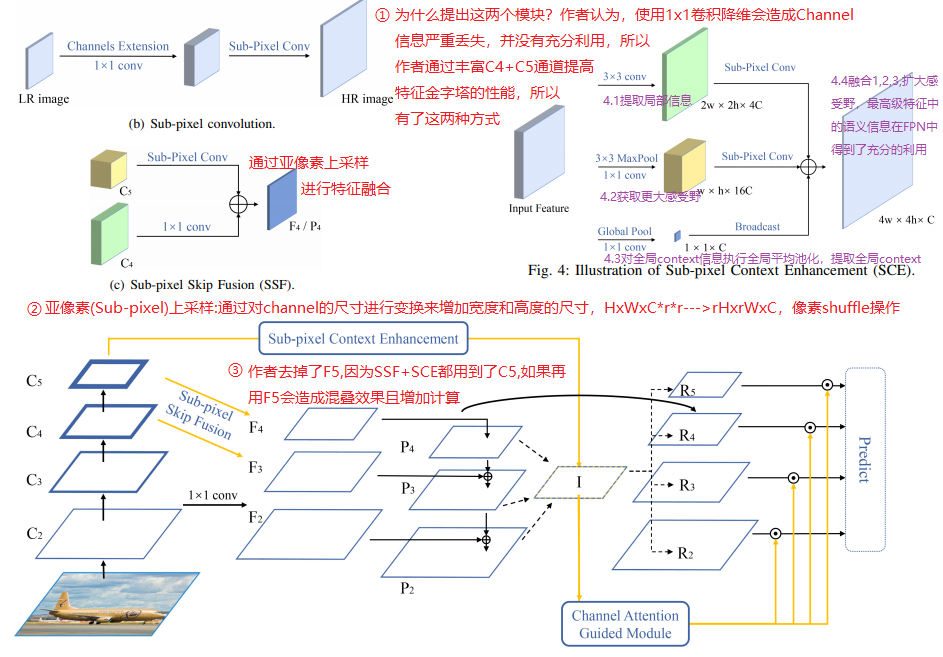 ① 为什么提出这两个模块？作者认为，使用1x1卷积降维会造成Channel
信息严重丢失，并没有充分利用，所以
作者通过丰富C4+C5通道提高
特征金字塔的性能，所以
有了这两种方式
Channels Extension
1×1 conv
Sub-Pixel Conv
LR image
HR image
(b) Sub-pixel convolution.
C5
Sub-Pixel Conv
通过亚像素上采样
进行特征融合
1×1 conv
C4
F4 / P4
(c) Sub-pixel Skip Fusion (SSF).
Input Feature
3×3 conv
4.1提取局部信息
2w × 2h× 4C
Sub-Pixel Conv
3×3 MaxPool
1×1 conv
4.2获取更大感受野
w × h× 16C
Sub-Pixel Conv
Global Pool
1×1 conv
1 × 1× C
Broadcast
4.3对全局context信息执行全局平均池化，提取全局context
4.4融合1,2,3,扩大感
受野，最高级特征中
的语义信息在FPN中
得到了充分的利用
4w × 4h× C
Fig. 4: Illustration of Sub-pixel Context Enhancement (SCE).
② 亚像素(Sub-pixel)上采样:通过对channel的尺寸进行变换来增加宽度和高度的尺寸，HxWxC*r*r--->rHxrWxC，像素shuffle操作
Sub-pixel Context Enhancement
③ 作者去掉了F5,因为SSF+SCE都用到了C5,如果再
用F5会造成混叠效果且增加计算
C5
C4
C3
C2
Sub-pixel
Skip Fusion
1×1 conv
F4
F3
F2
P4
P3
P2
I
R5
R4
R3
R2
Predict
Channel Attention
Guided Module